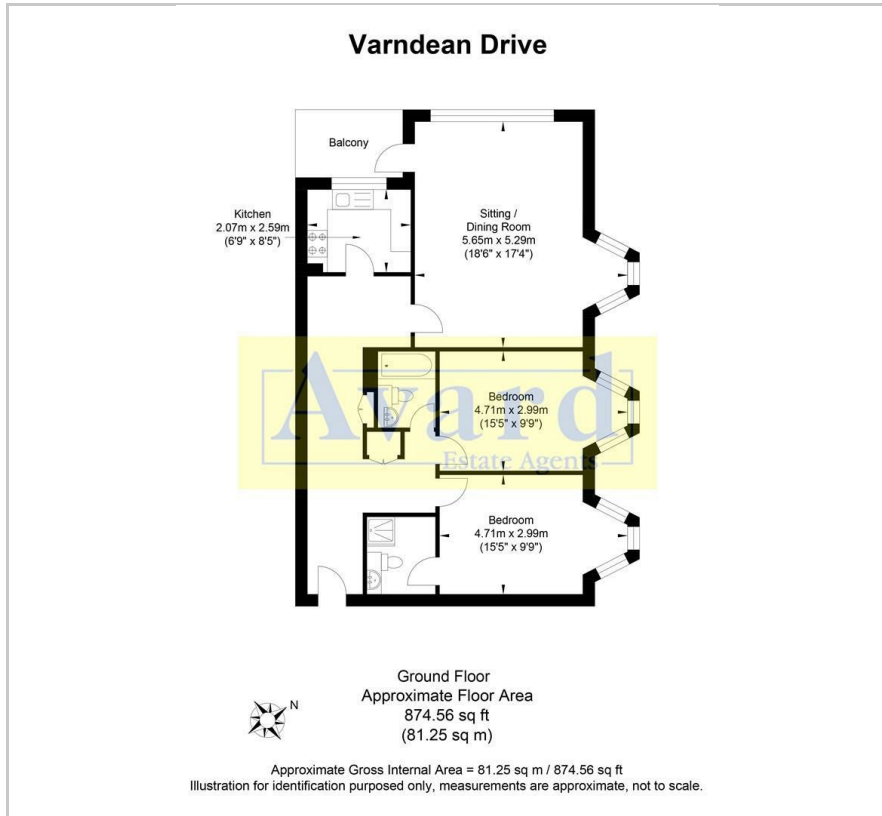 Varndean Drive
Balcony
Kitchen
2.07m x 2.59m
(6'9" x 8'5")
Sitting /
Dining Room
5.65m x 5.29m
(18'6" x 17'4")
Avard
Estate Agents
Bedroom
4.71m x 2.99m
(15'5" x 9'9")
Bedroom
4.71m x 2.99m
(15'5" x 9'9")
N
Ground Floor
Approximate Floor Area
874.56 sq ft
(81.25 sq m)
Approximate Gross Internal Area = 81.25 sq m / 874.56 sq ft
Illustration for identification purposed only, measurements are approximate, not to scale.